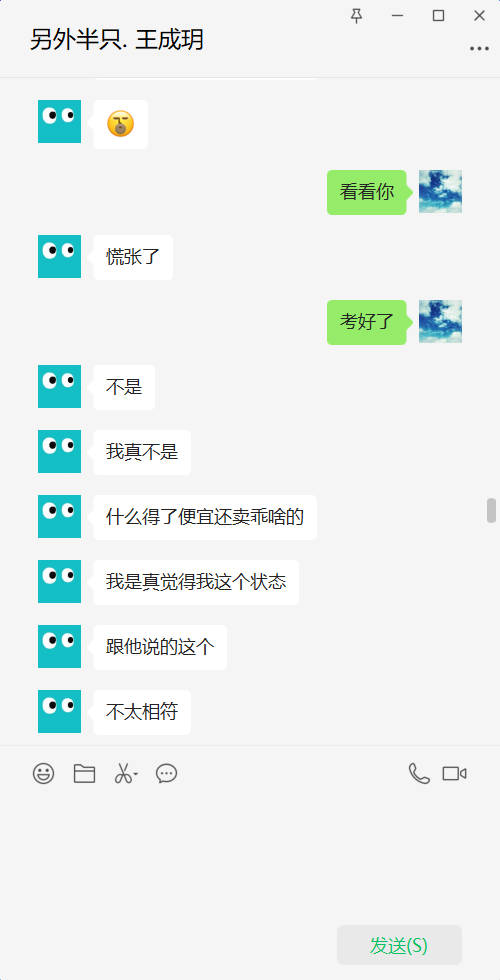 另外半只. 王成玥
看看你
慌张了
考好了
不是
我真不是
什么得了便宜还卖乖啥的
我是真觉得我这个状态
跟他说的这个
不太相符
发送(S)